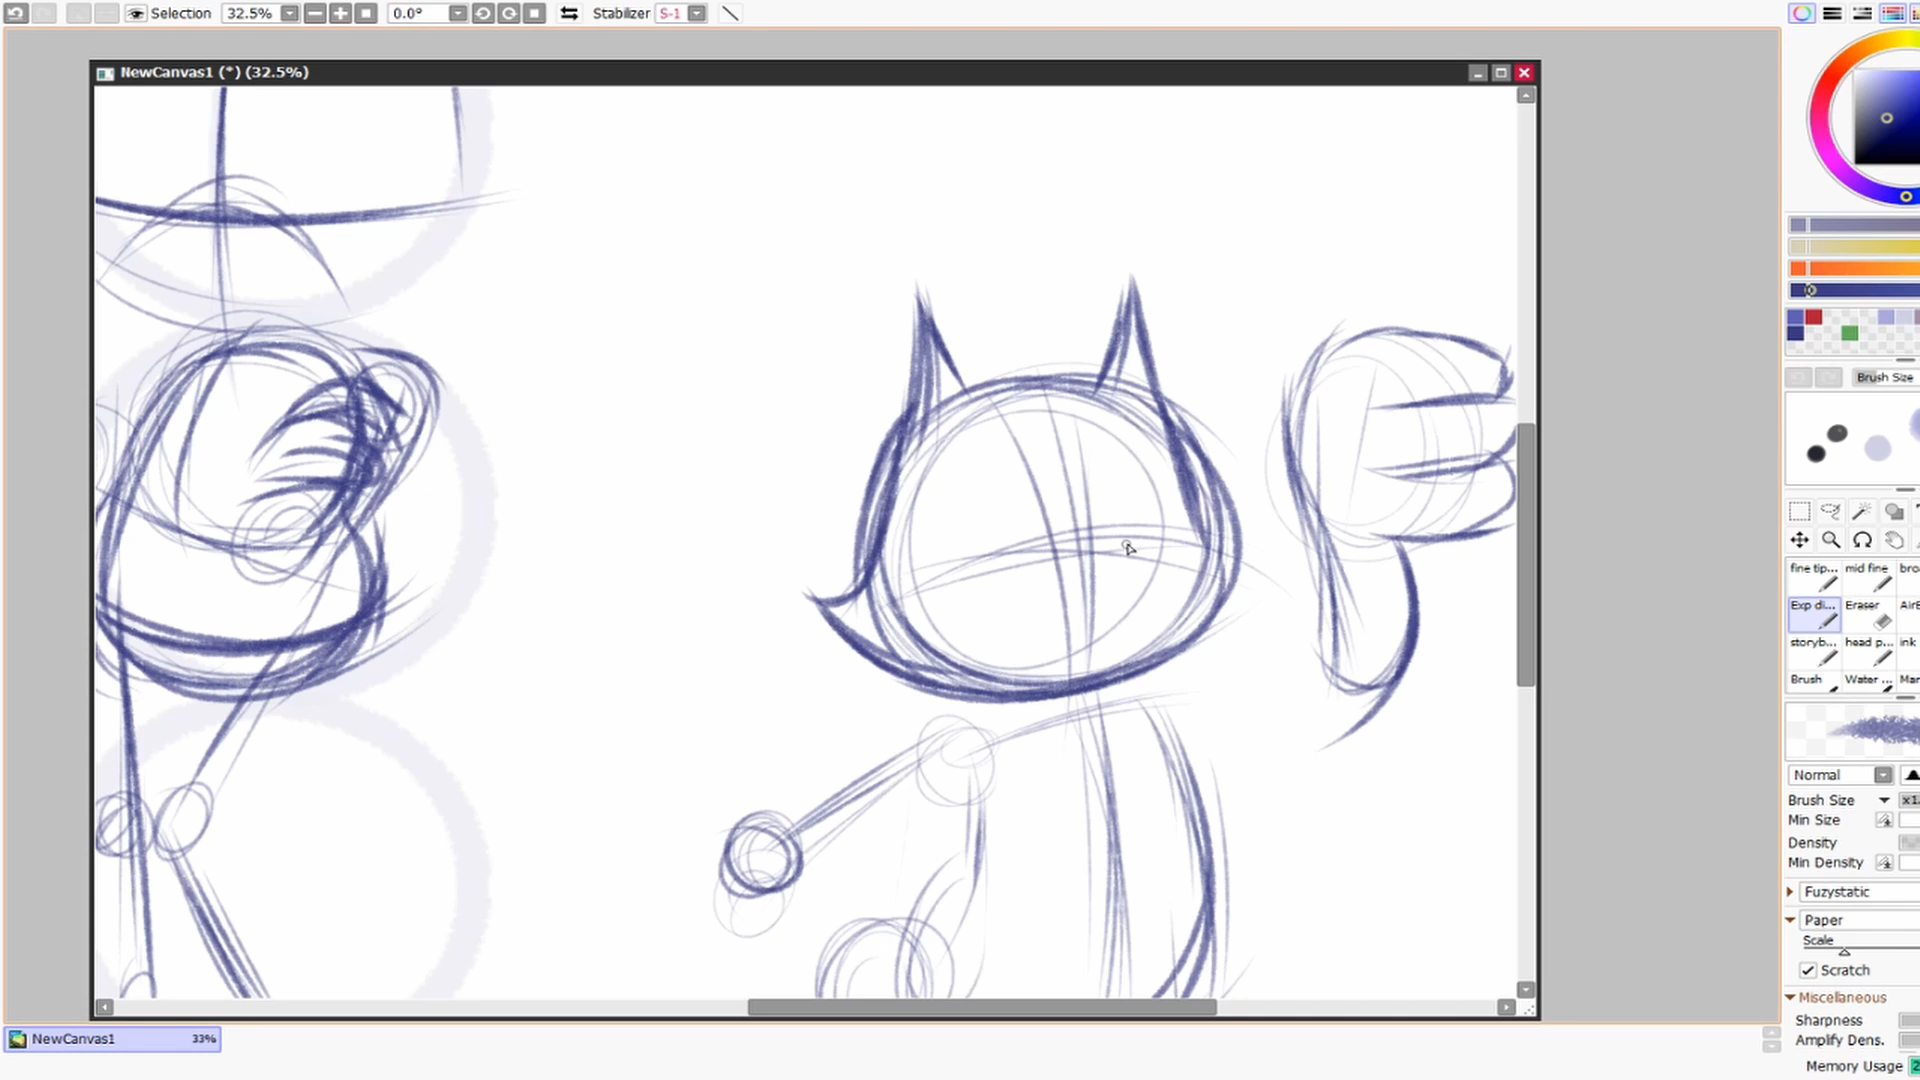 Selection 32.5% 0.0° Stabilizer S-1
NewCanvas1 (*) (32.5%)
Brush Size
fine tip... mid fine
Exp di... Eraser
storyb... head p... ink
Brush Water ...
Normal
Brush Size
Min Size
Density
Min Density
Fuzystatic
Paper
Scale
Scratch
Miscellaneous
Sharpness
Amplify Dens.
NewCanvas1 33%
Memory Usage